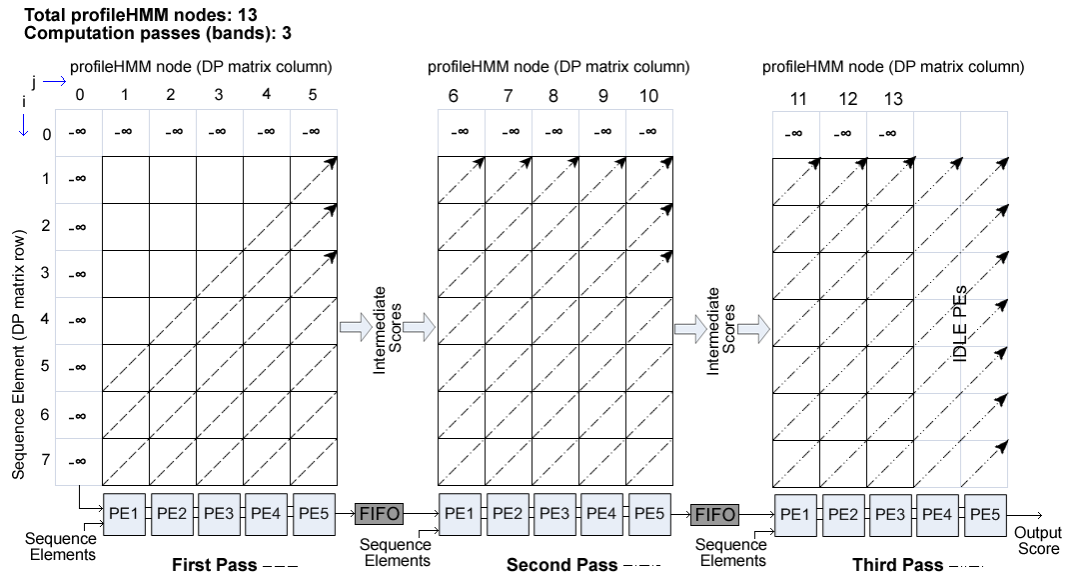 Total profileHMM nodes: 13
Computation passes (bands): 3
profileHMM node (DP matrix column)
profileHMM node (DP matrix column)
profileHMM node (DP matrix column)
j
i
0 1 2 3 4 5
6 7 8 9 10
11 12 13
0 -∞ -∞ -∞ -∞ -∞ -∞
-∞ -∞ -∞ -∞ -∞
-∞ -∞ -∞
1 -∞
2 -∞
3 -∞
4 -∞
5 -∞
6 -∞
7 -∞
Sequence Element (DP matrix row)
Intermediate
Scores
Intermediate
Scores
IDLE PEs
PE1 PE2 PE3 PE4 PE5
FIFO
PE1 PE2 PE3 PE4 PE5
FIFO
PE1 PE2 PE3 PE4 PE5
Sequence
Elements
Sequence
Elements
Sequence
Elements
Output
Score
First Pass
Second Pass
Third Pass